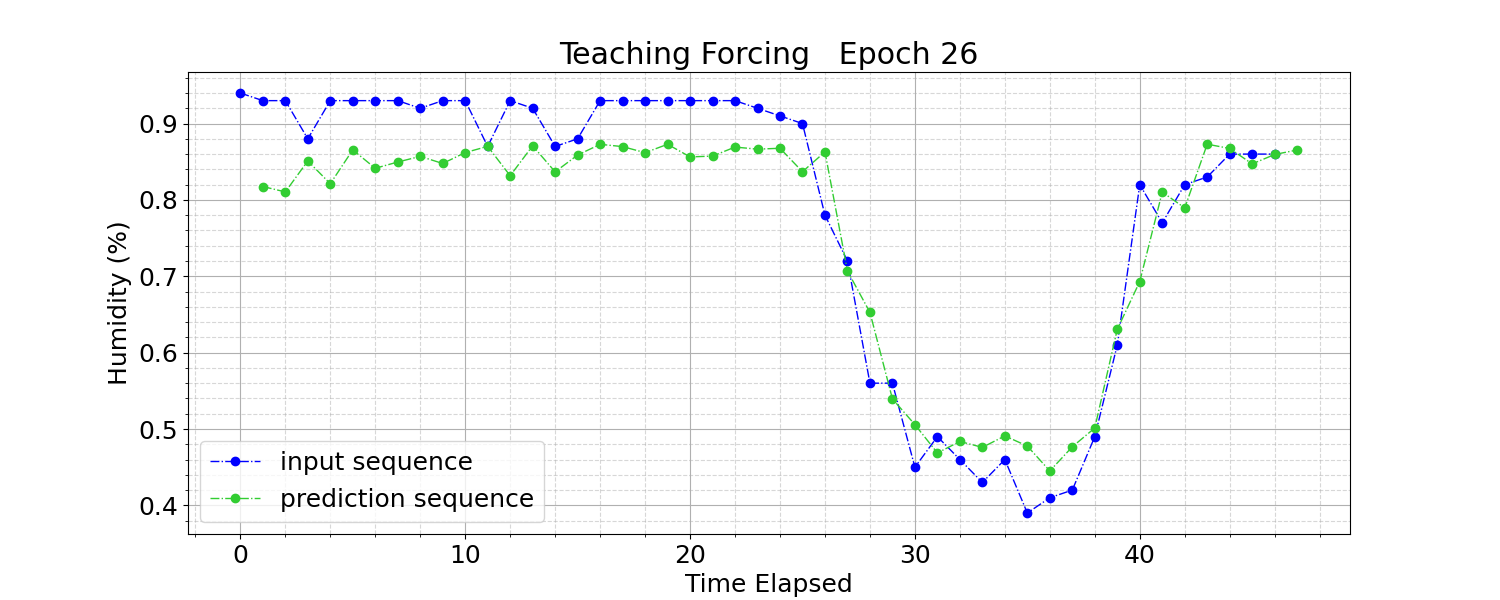 Teaching Forcing   Epoch 26
Humidity (%)
0.9
0.8
0.7
0.6
0.5
0.4
input sequence
prediction sequence
0 10 20 30 40
Time Elapsed